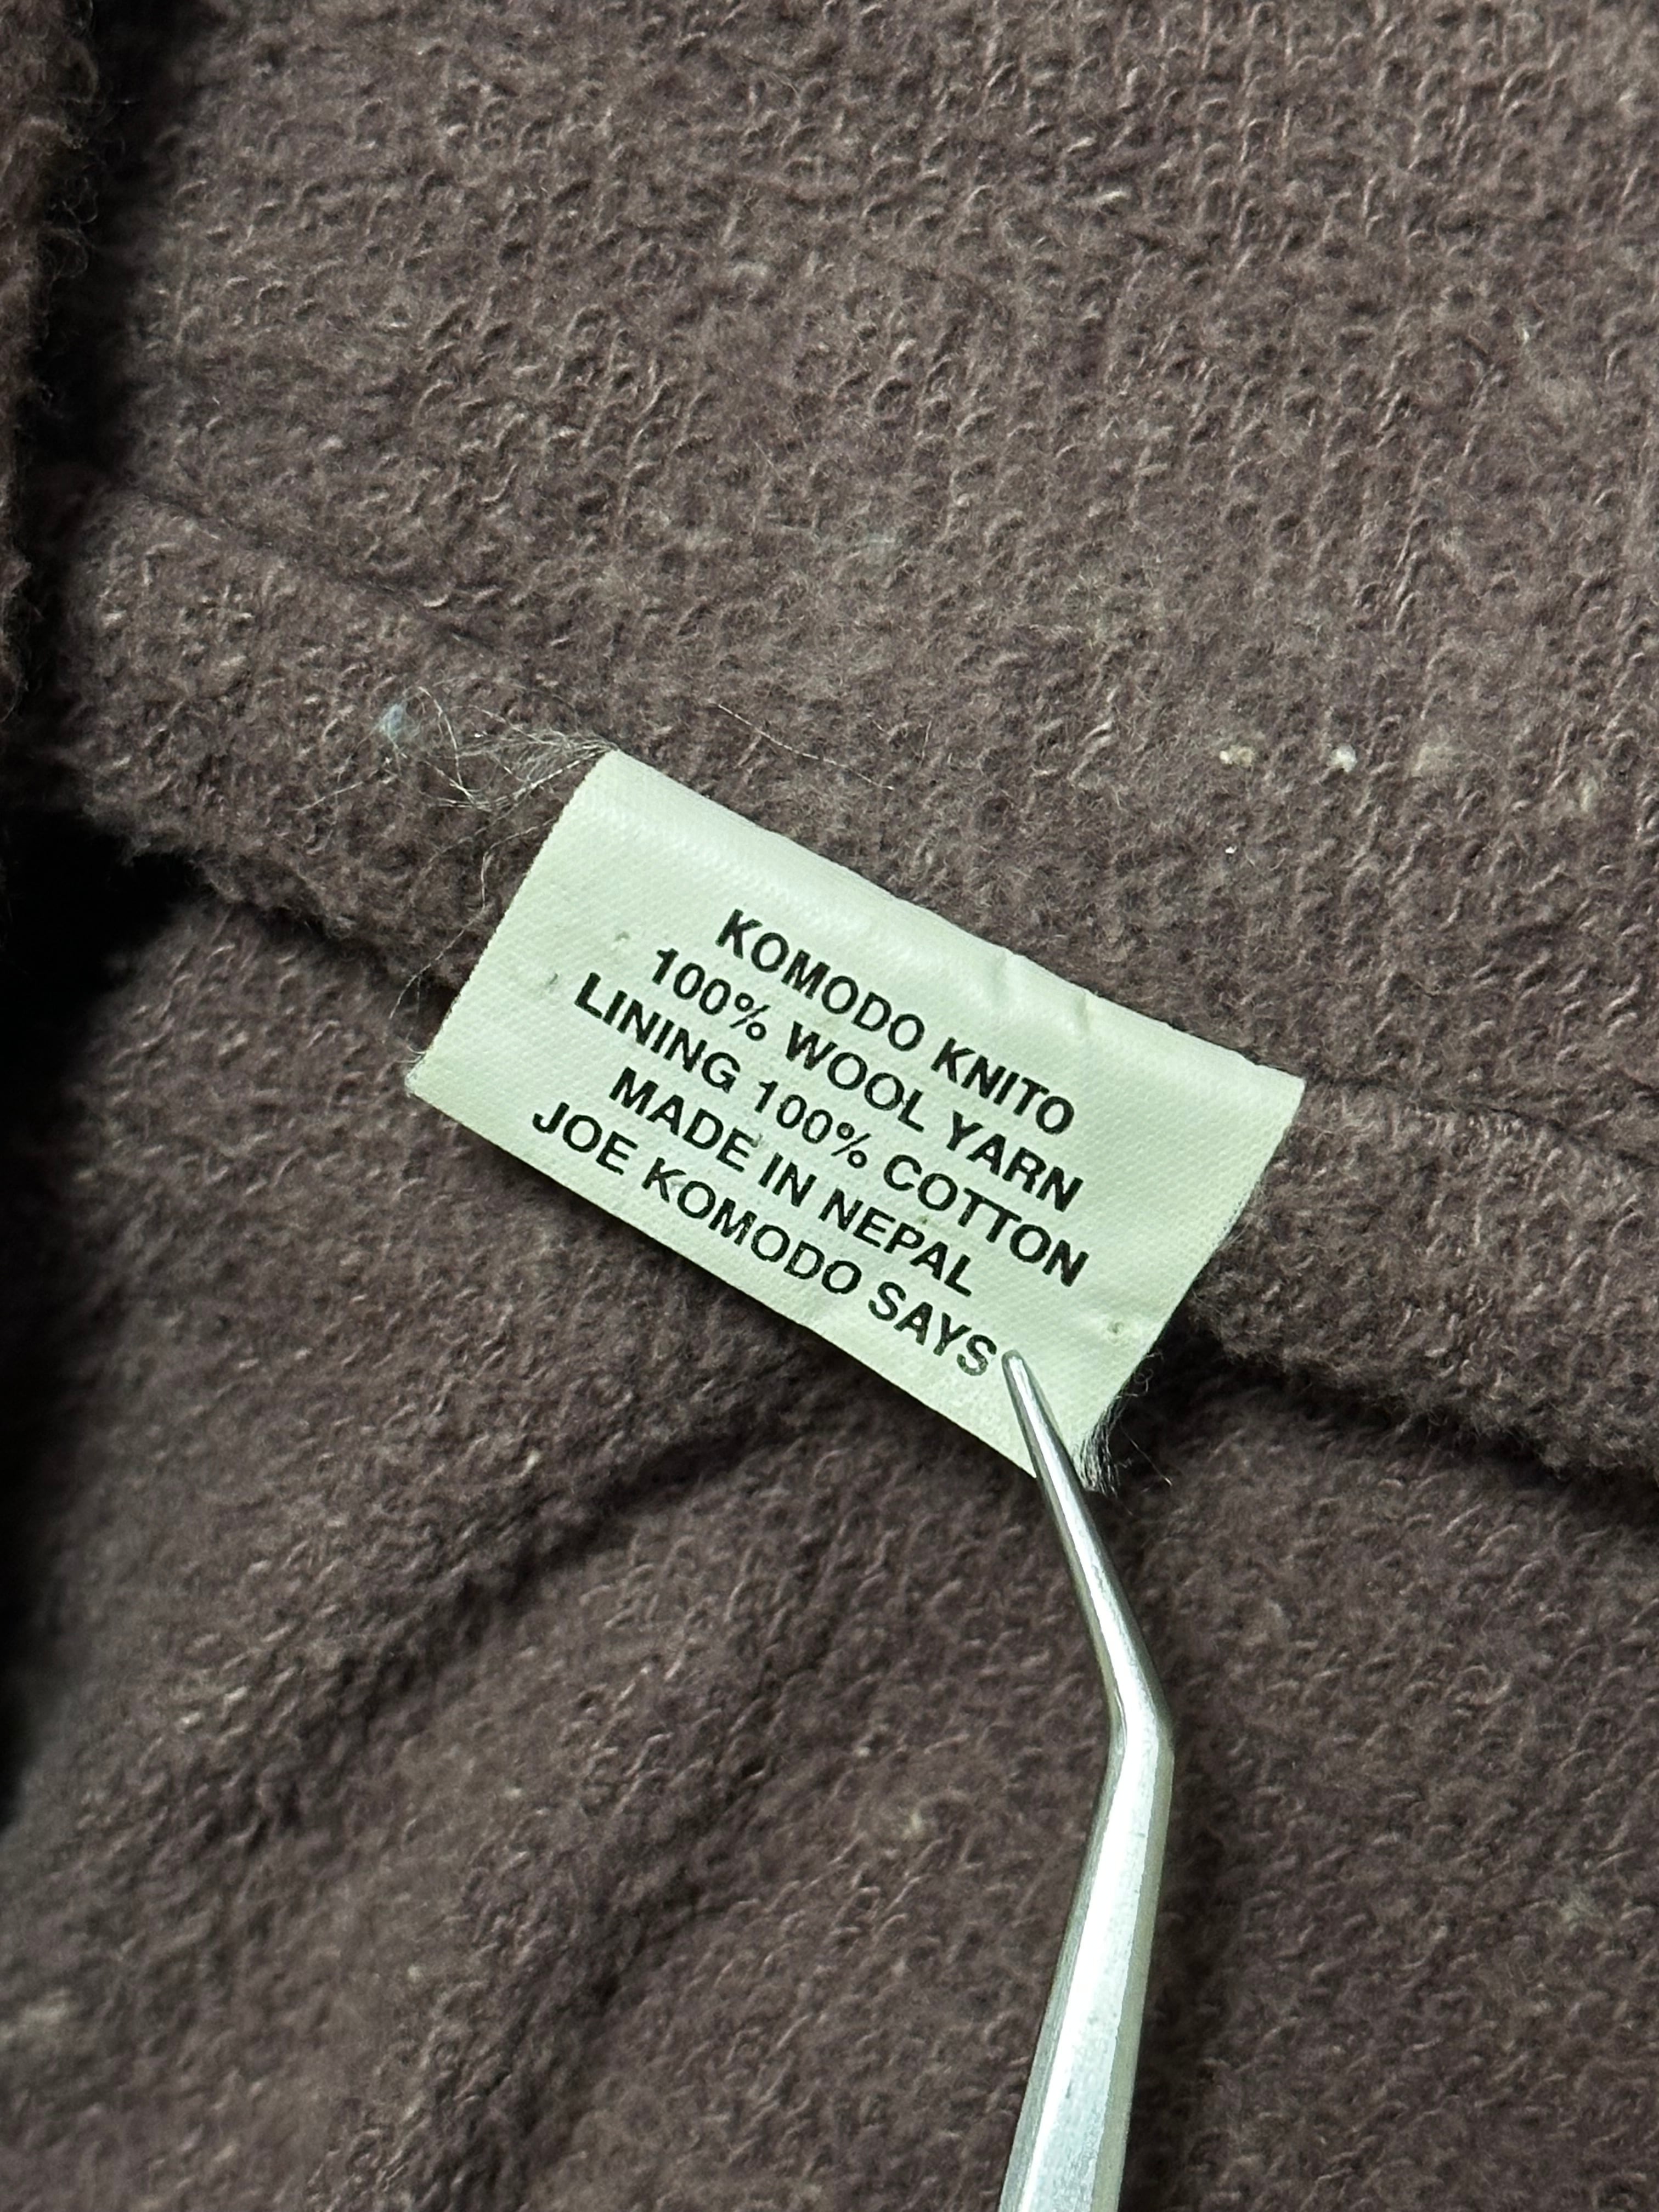 KOMODO KNITO
100% WOOL YARN
LINING 100% COTTON
MADE IN NEPAL
JOE KOMODO SAYS